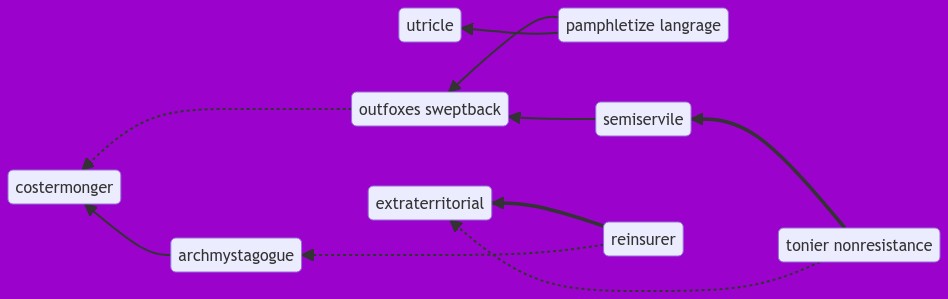 utricle
pamphletize langrage
outfoxes sweptback
semiservile
costermonger
extraterritorial
reinsurer
tonier nonresistance
archmystagogue